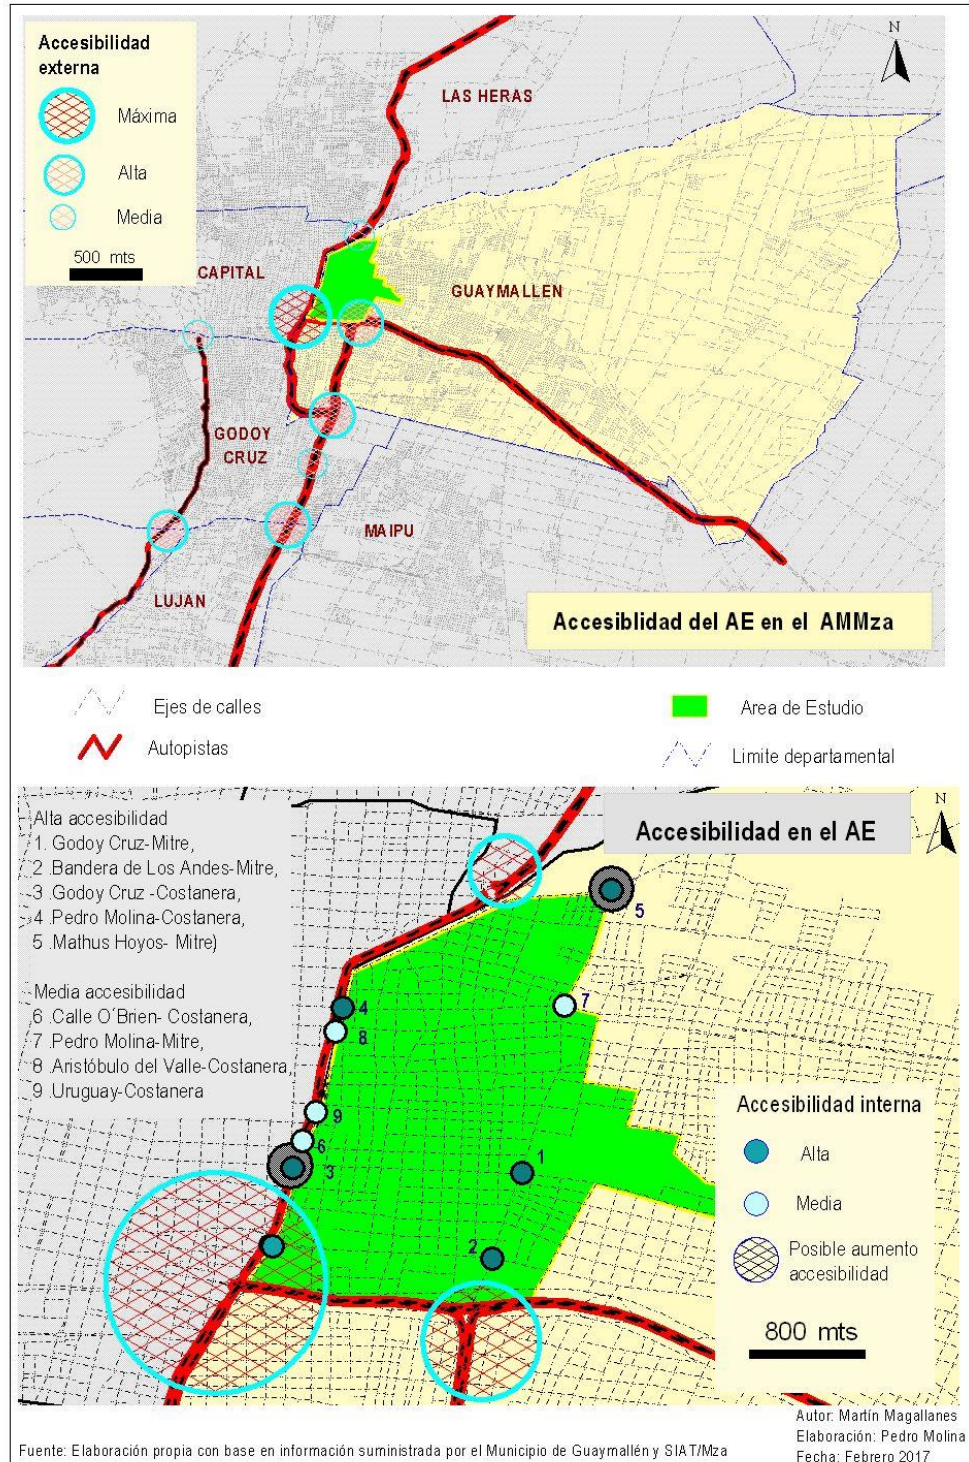 Accesibilidad
externa
Máxima
Alta
Media
500 mts
N
LAS HERAS
CAPITAL
GUAYMALLEN
GODOY
CRUZ
MAIPU
LUJAN
Accesiblidad del AE en el AMMza
Ejes de calles
Area de Estudio
Autopistas
Limite departamental
Alta accesibilidad
1. Godoy Cruz-Mitre,
2 .Bandera de Los Andes-Mitre,
3 .Godoy Cruz -Costanera,
4 .Pedro Molina-Costanera,
5 .Mathus Hoyos- Mitre)
Media accesibilidad
6 .Calle O´Brien- Costanera,
7 .Pedro Molina-Mitre,
8 .Aristóbulo del Valle-Costanera,
9 .Uruguay-Costanera
Accesibilidad en el AE
N
5
4
7
8
9
6
3
1
2
Accesibilidad interna
Alta
Media
Posible aumento
accesibilidad
800 mts
Autor: Martín Magallanes
Elaboración: Pedro Molina
Fecha: Febrero 2017
Fuente: Elaboración propia con base en información suministrada por el Municipio de Guaymallén y SIAT/Mza